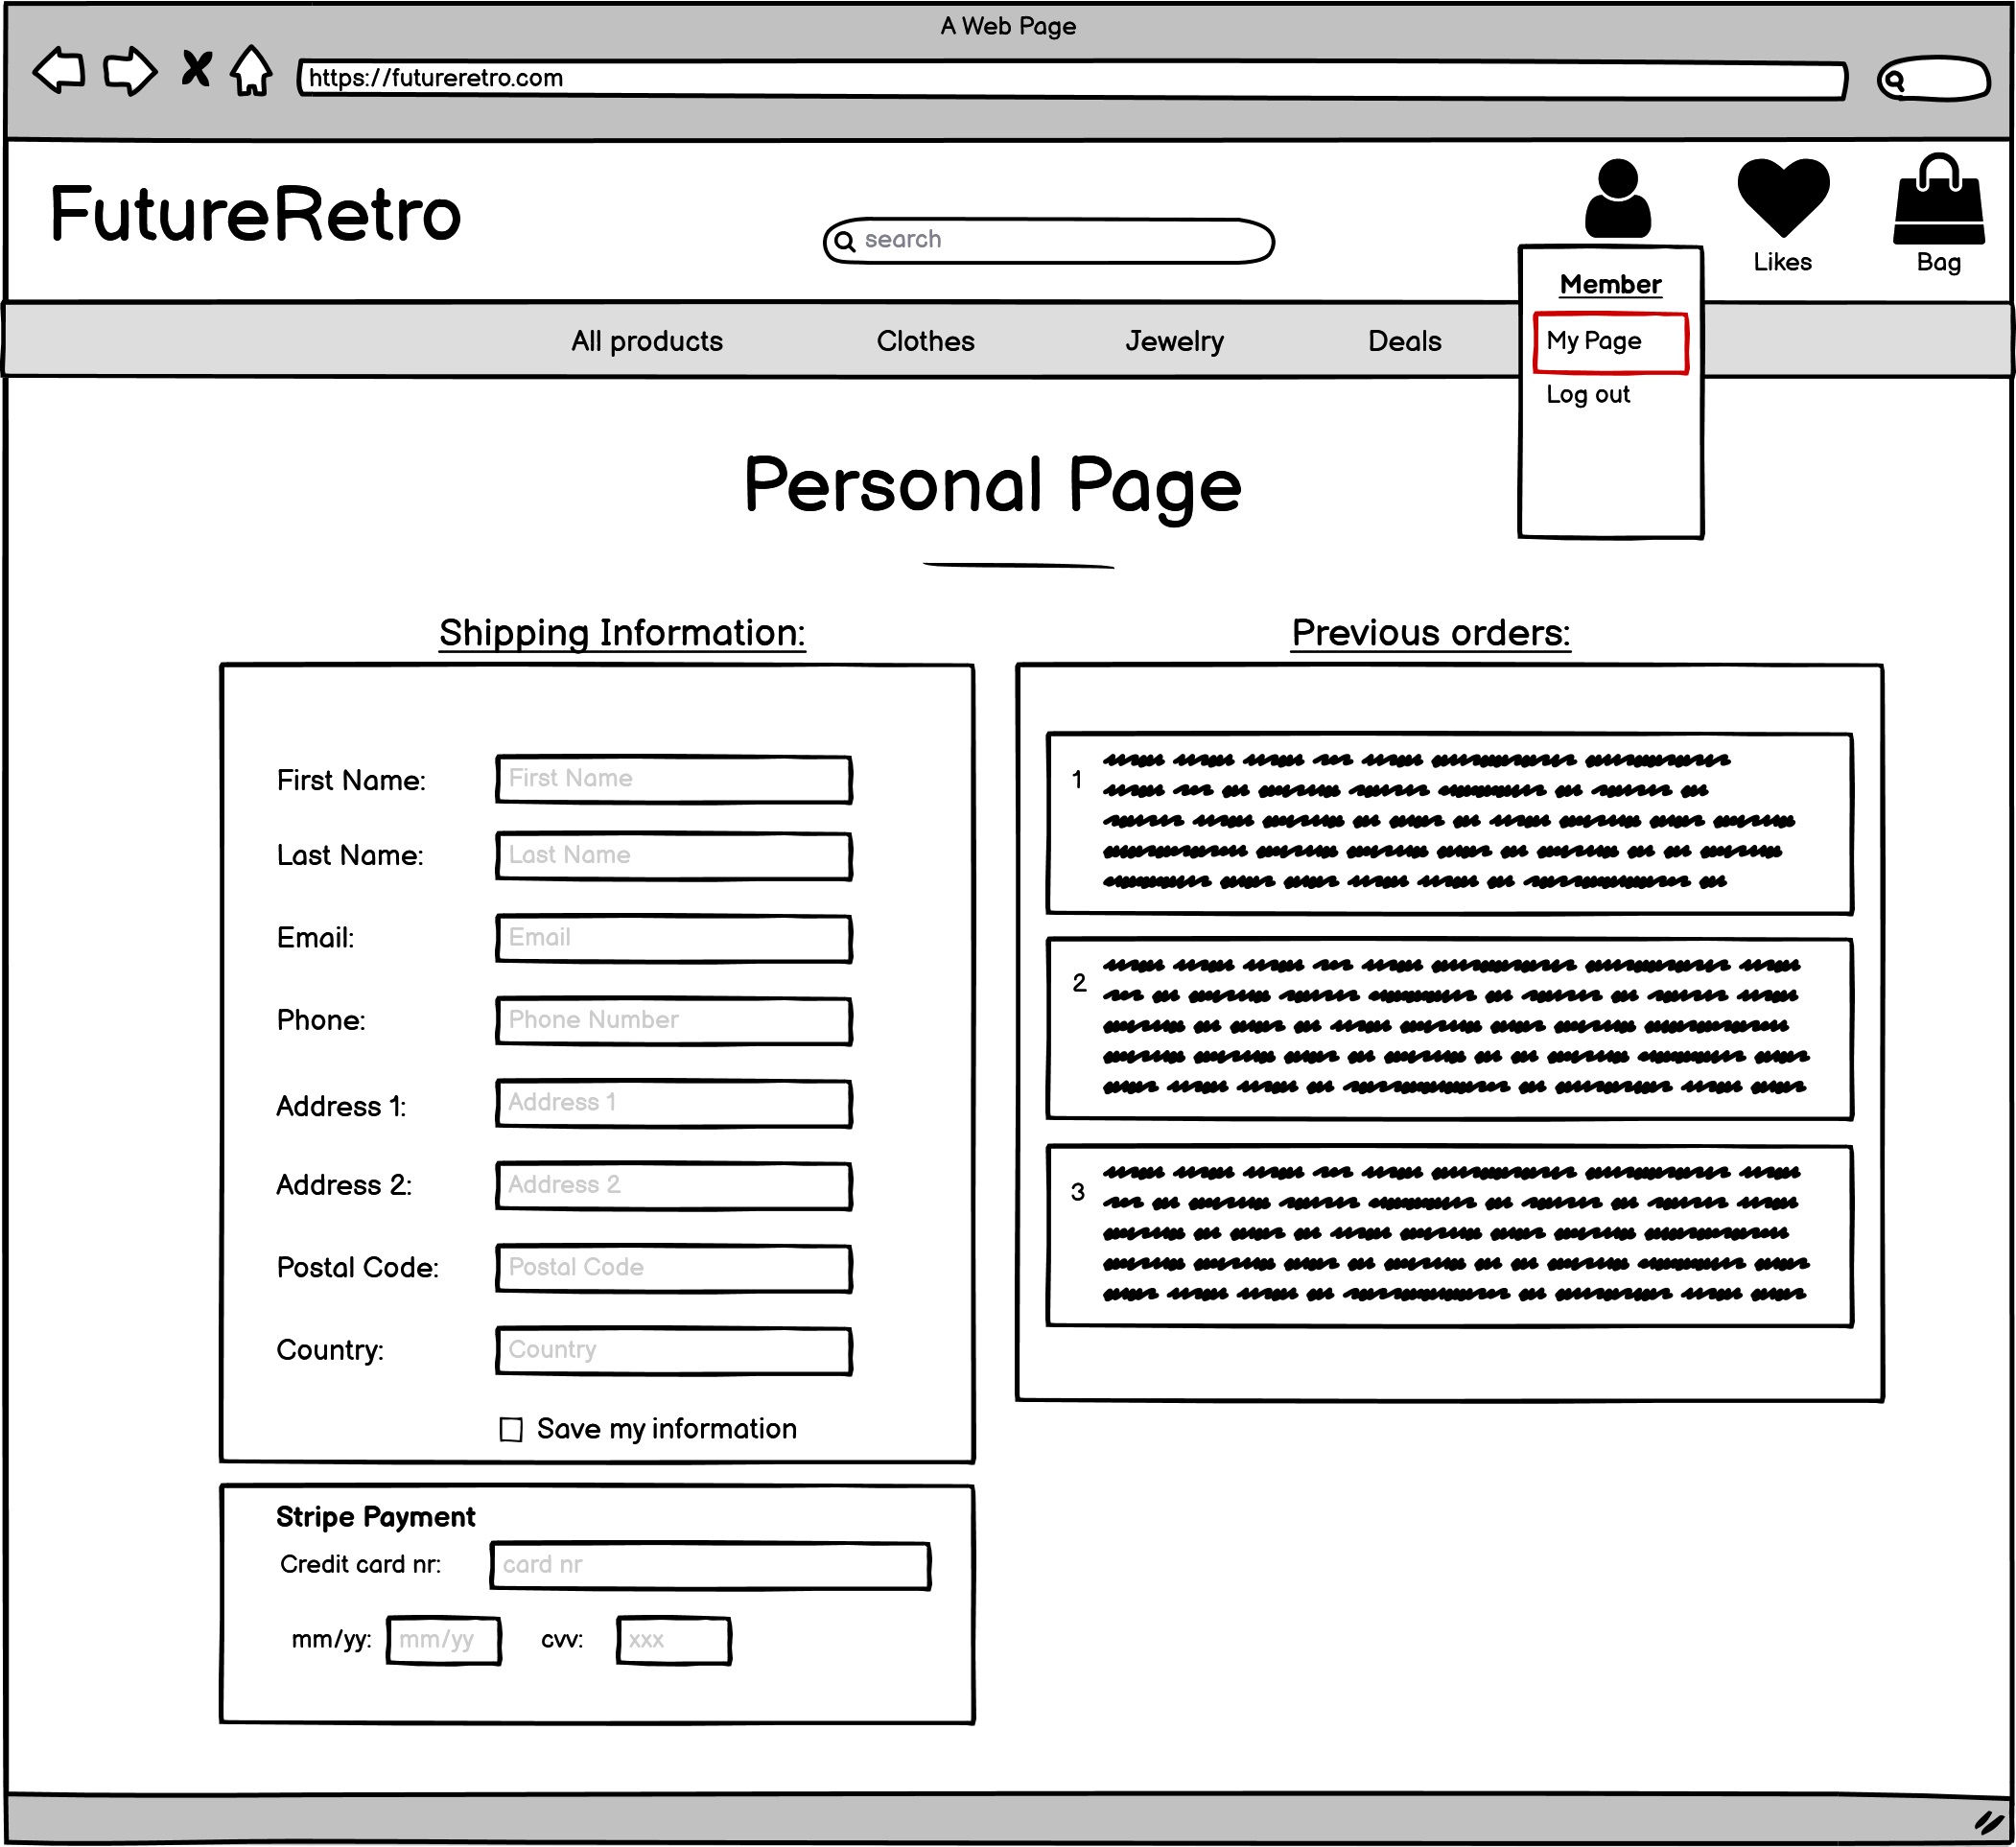 A Web Page
https://futureretro.com
FutureRetro
search
Likes
Bag
Member
My Page
Log out
All products
Clothes
Jewelry
Deals
Personal Page
Shipping Information:
First Name:
First Name
Last Name:
Last Name
Email:
Email
Phone:
Phone Number
Address 1:
Address 1
Address 2:
Address 2
Postal Code:
Postal Code
Country:
Country
Save my information
Stripe Payment
Credit card nr:
card nr
mm/yy:
mm/yy
cvv:
xxx
Previous orders:
1
2
3